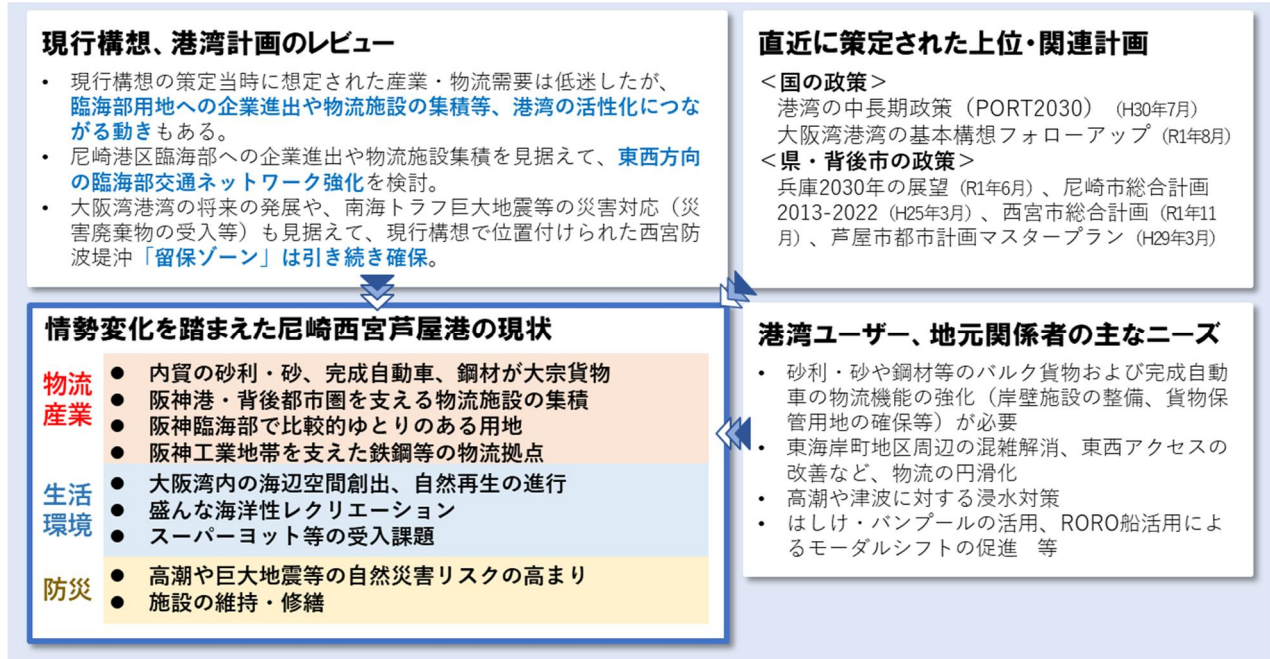 現行構想、港湾計画のレビュー
• 現行構想の策定当時に想定された産業・物流需要は低迷したが、
臨海部用地への企業進出や物流施設の集積等、港湾の活性化につな
がる動きもある。
• 尼崎港区臨海部への企業進出や物流施設集積を見据えて、東西方向
の臨海部交通ネットワーク強化を検討。
• 大阪湾港湾の将来の発展や、南海トラフ巨大地震等の災害対応（災
害廃棄物の受入等）も見据えて、現行構想で位置付けられた西宮防
波堤沖「留保ゾーン」は引き続き確保。
直近に策定された上位・関連計画
＜国の政策＞
港湾の中長期政策（PORT2030）（H30年7月）
大阪湾港湾の基本構想フォローアップ（R1年8月）
＜県・背後市の政策＞
兵庫2030年の展望（R1年6月）、尼崎市総合計画
2013-2022（H25年3月）、西宮市総合計画（R1年11
月）、芦屋市都市計画マスタープラン（H29年3月）
情勢変化を踏まえた尼崎西宮芦屋港の現状
物流
産業
● 内貿の砂利・砂、完成自動車、鋼材が大宗貨物
● 阪神港・背後都市圏を支える物流施設の集積
● 阪神臨海部で比較的ゆとりのある用地
● 阪神工業地帯を支えた鉄鋼等の物流拠点
生活
環境
● 大阪湾内の海辺空間創出、自然再生の進行
● 盛んな海洋性レクリエーション
● スーパーヨット等の受入課題
防災
● 高潮や巨大地震等の自然災害リスクの高まり
● 施設の維持・修繕
港湾ユーザー、地元関係者の主なニーズ
• 砂利・砂や鋼材等のバルク貨物および完成自動
車の物流機能の強化（岸壁施設の整備、貨物保
管用地の確保等）が必要
• 東海岸町地区周辺の混雑解消、東西アクセスの
改善など、物流の円滑化
• 高潮や津波に対する浸水対策
• はしけ・バンプールの活用、RORO船活用によ
るモーダルシフトの促進　等